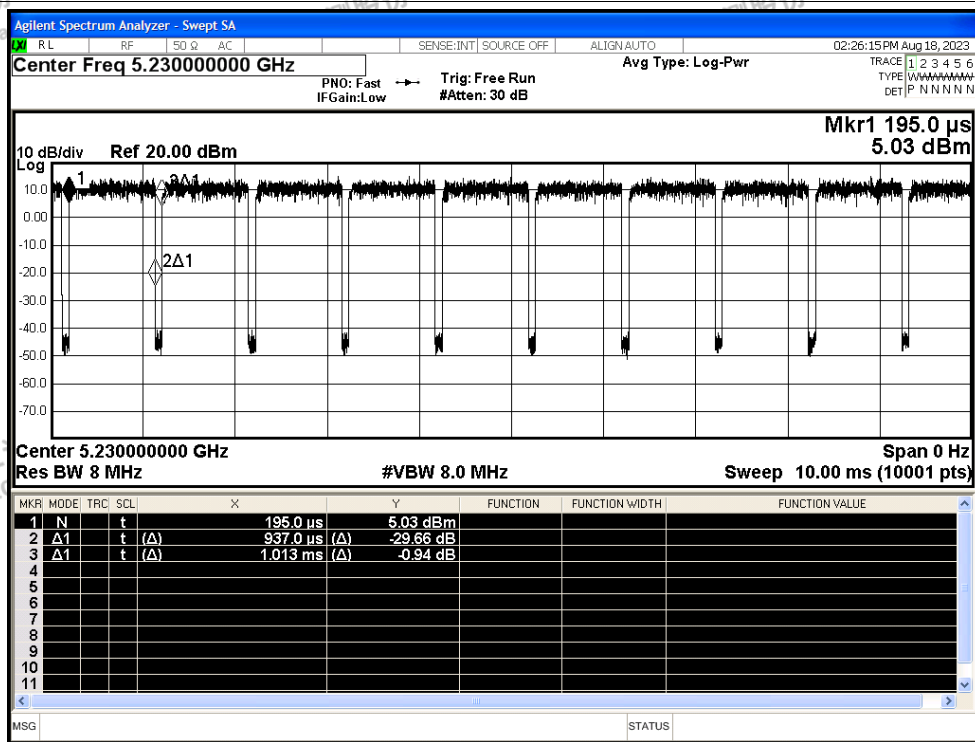 Agilent Spectrum Analyzer - Swept SA
LXI RL RF 50 Ω AC SENSE:INT SOURCE OFF ALIGN AUTO 02:26:15 PM Aug 18, 2023
Center Freq 5.230000000 GHz
PNO: Fast
IFGain:Low
Trig: Free Run
#Atten: 30 dB
Avg Type: Log-Pwr
TRACE 1 2 3 4 5 6
TYPE WWWWWW
DET P N N N N N
Mkr1 195.0 µs
5.03 dBm
10 dB/div Ref 20.00 dBm
Log
1
3Δ1
10.0
0.00
-10.0
2Δ1
-20.0
-30.0
-40.0
-50.0
-60.0
-70.0
Center 5.230000000 GHz Span 0 Hz
Res BW 8 MHz #VBW 8.0 MHz Sweep 10.00 ms (10001 pts)
MKR MODE TRC SCL X Y FUNCTION FUNCTION WIDTH FUNCTION VALUE
1 N t 195.0 µs 5.03 dBm
2 Δ1 t (Δ) 937.0 µs (Δ) -29.66 dB
3 Δ1 t (Δ) 1.013 ms (Δ) -0.94 dB
4
5
6
7
8
9
10
11
MSG STATUS